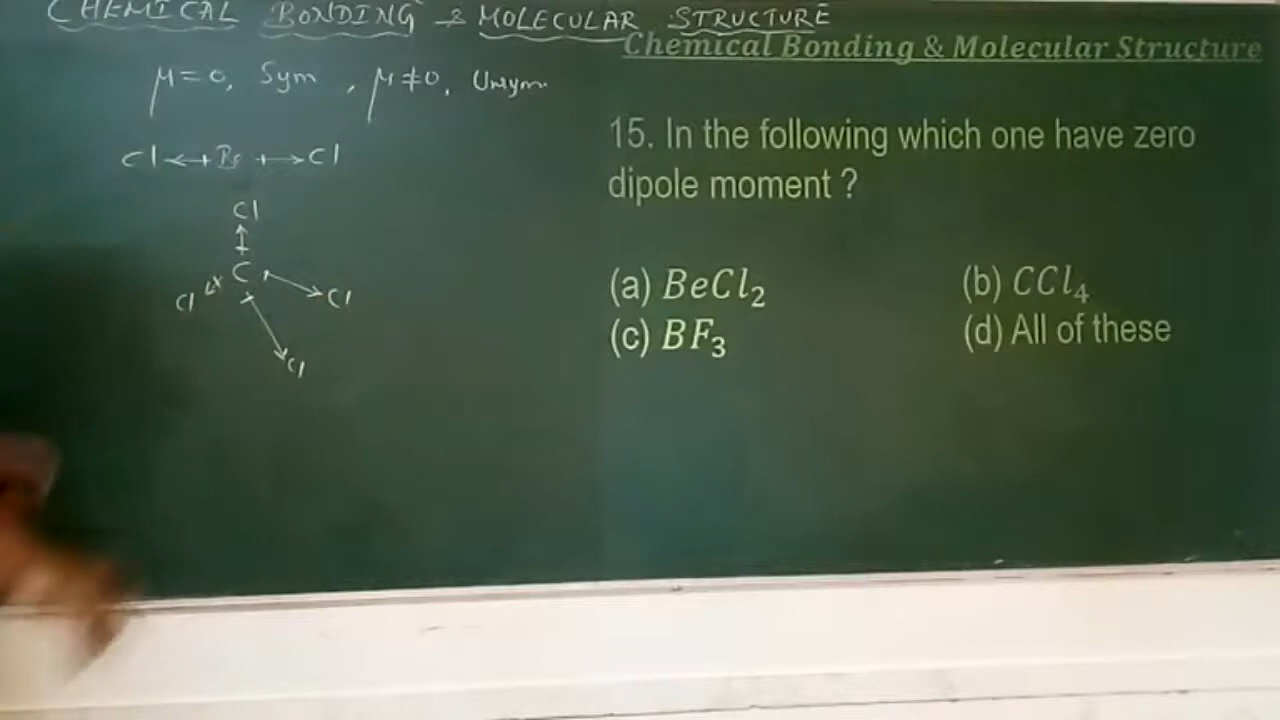 CHEMICAL BONDING & MOLECULAR STRUCTURE
Chemical Bonding & Molecular Structure
μ=0, Sym, μ≠0, Unsym.
Cl Be Cl
Cl
C
Cl Cl
Cl
15. In the following which one have zero
dipole moment ?
(a) BeCl₂ (b) CCl₄
(c) BF₃ (d) All of these